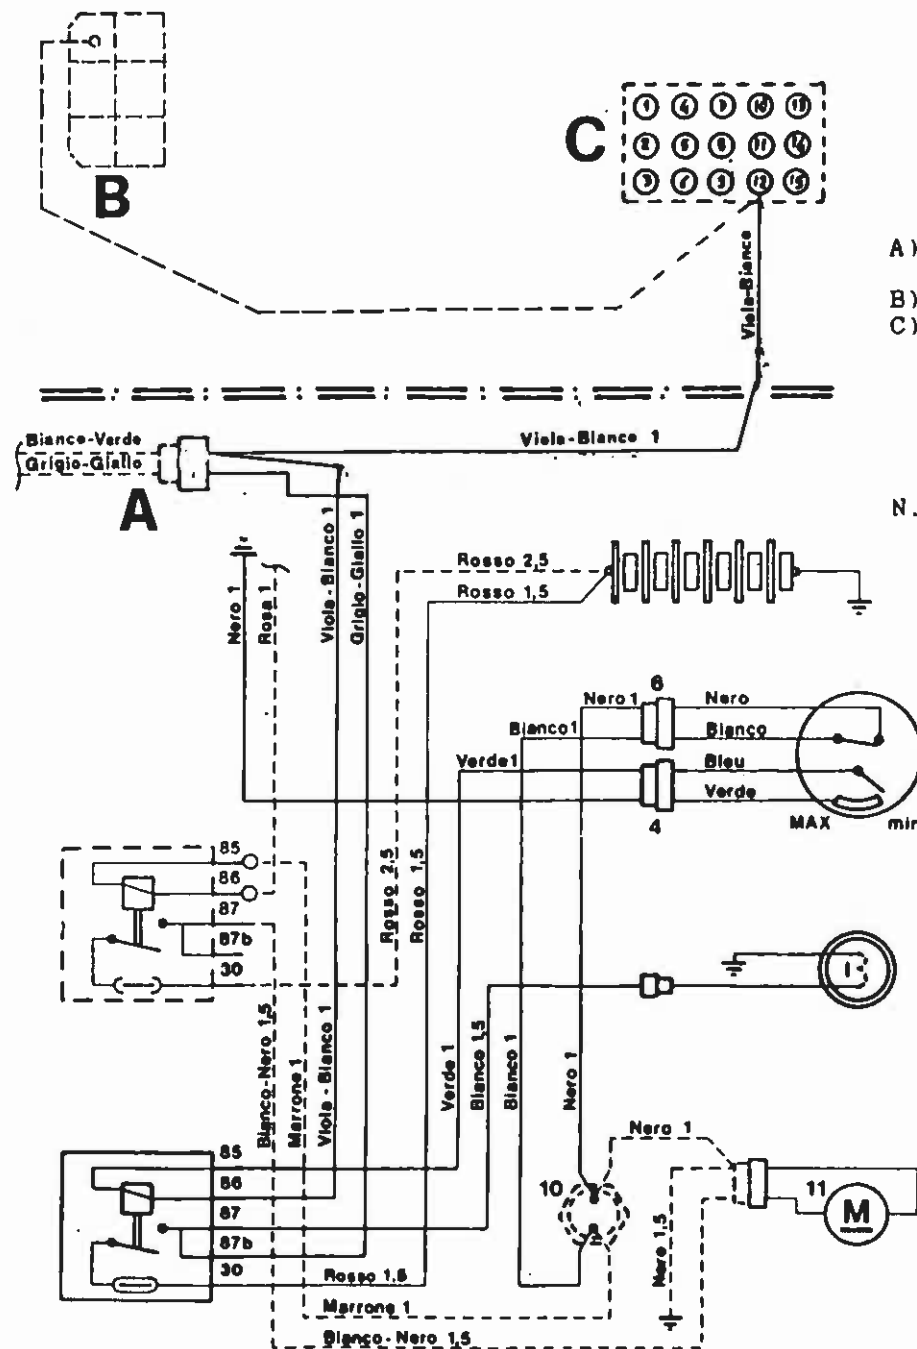 B
C
1 4 7 10 13
2 5 8 11 14
3 6 9 12 15
Viola-Bianco
A)
B)
C)
Bianco-Verde
Grigio-Giallo
A
Viola-Bianco 1
N.
Nero 1
Rosa 1
Viola-Bianco 1
Grigio-Giallo 1
Rosso 2,5
Rosso 1,5
Nero 1
6
Nero
Bianco 1
Bianco
Verde 1
Bleu
Verde
4
MAX
min
85
86
87
87b
30
Rosso 2,5
Rosso 1,5
Bianco-Nero 1,5
Marrone 1
Viola-Bianco 1
Verde 1
Bianco 1,5
Bianco 1
Nero 1
Nero 1
85
86
87
87b
30
10
11
M
Nero 1,5
Rosso 1,5
Marrone 1
Bianco-Nero 1,5